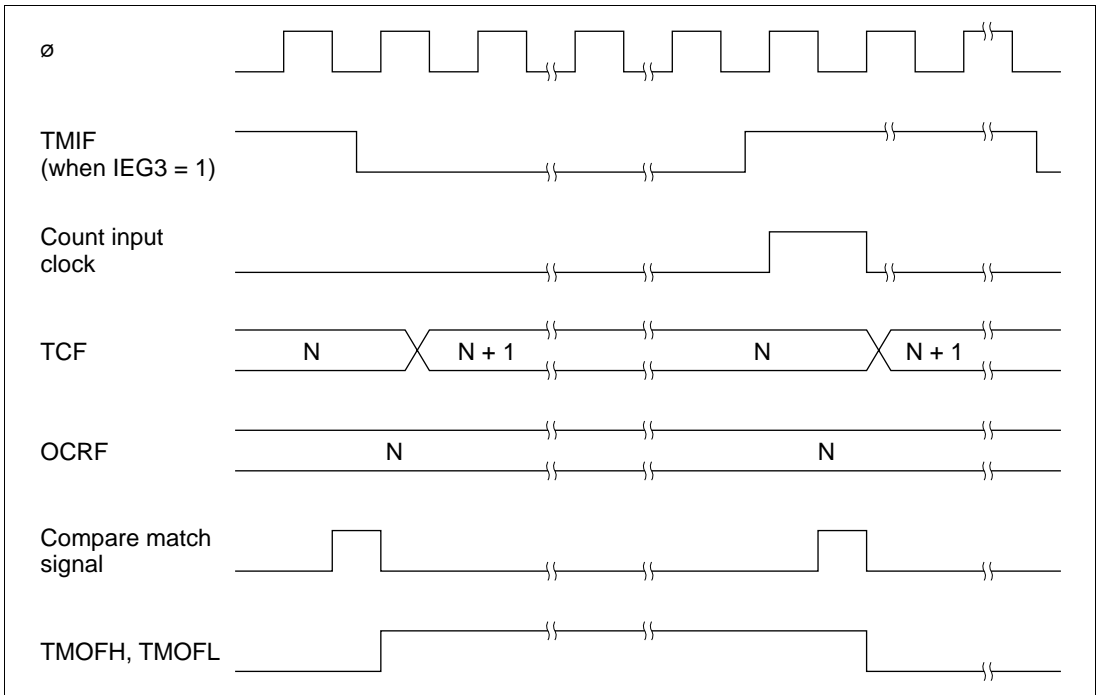 ø
TMIF
(when IEG3 = 1)
Count input
clock
TCF N N + 1 N N + 1
OCRF N N
Compare match
signal
TMOFH, TMOFL